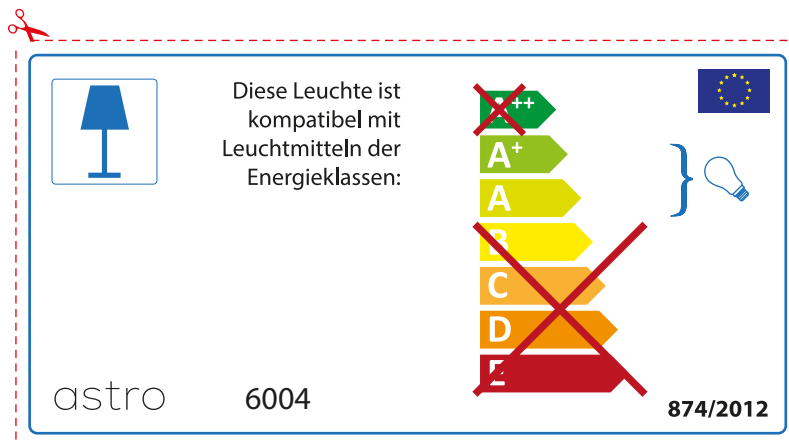 Diese Leuchte ist
kompatibel mit
Leuchtmitteln der
Energieklassen:
A++
A+
A
B
C
D
E
astro
6004
874/2012